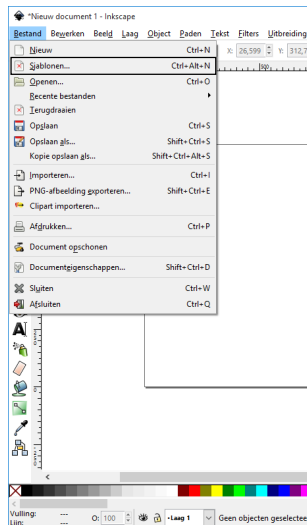 *Nieuw document 1 - Inkscape
Bestand Bewerken Beeld Laag Object Paden Tekst Filters Uitbreiding
Nieuw Ctrl+N
X: 26,599 Y: 312,7
Sjablonen... Ctrl+Alt+N
Openen... Ctrl+O
Recente bestanden
Terugdraaien
Opslaan Ctrl+S
Opslaan als... Shift+Ctrl+S
Kopie opslaan als... Shift+Ctrl+Alt+S
Importeren... Ctrl+I
PNG-afbeelding exporteren... Shift+Ctrl+E
Clipart importeren...
Afdrukken... Ctrl+P
Document opschonen
Documenteigenschappen... Shift+Ctrl+D
Sluiten Ctrl+W
Afsluiten Ctrl+Q
Vulling: --- O: 100 •Laag 1 Geen objecten geselectee
Lijn: ---